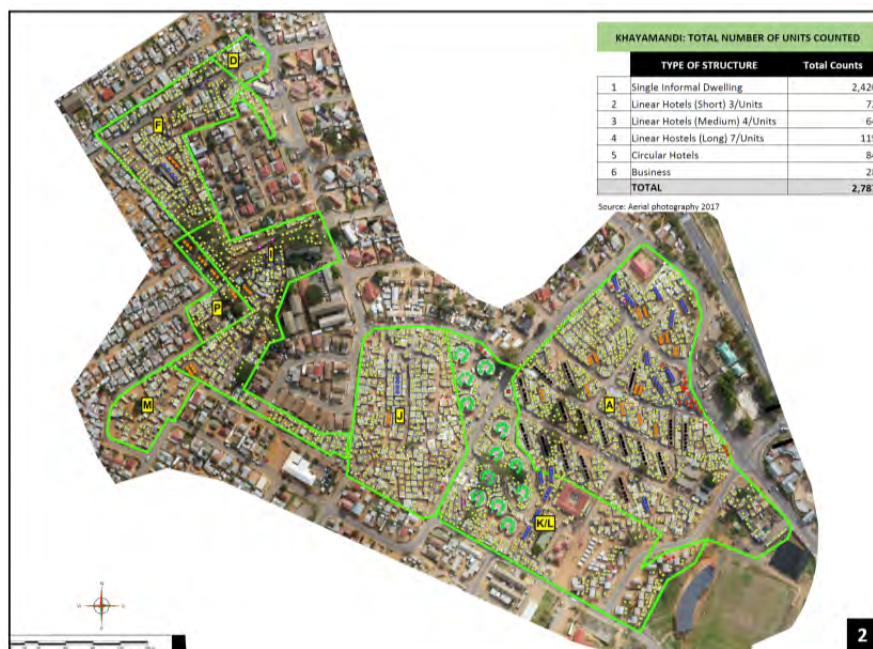 KHAYAMANDI: TOTAL NUMBER OF UNITS COUNTED
TYPE OF STRUCTURE Total Counts
1 Single Informal Dwelling
2 Linear Hotels (Short) 3/Units
3 Linear Hotels (Medium) 4/Units
4 Linear Hostels (Long) 7/Units
5 Circular Hotels
6 Business
TOTAL
Source: Aerial photography 2017
D
F
I
P
M
J
A
K/L
2